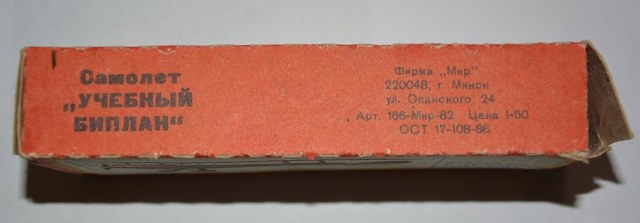 Самолет
„УЧЕБНЫЙ
БИПЛАН“
Фирма „Мир“
220048, г. Минск
ул. Опанского, 24
Арт. 166-Мир-82 Цена 1-50
ОСТ 17-108-86